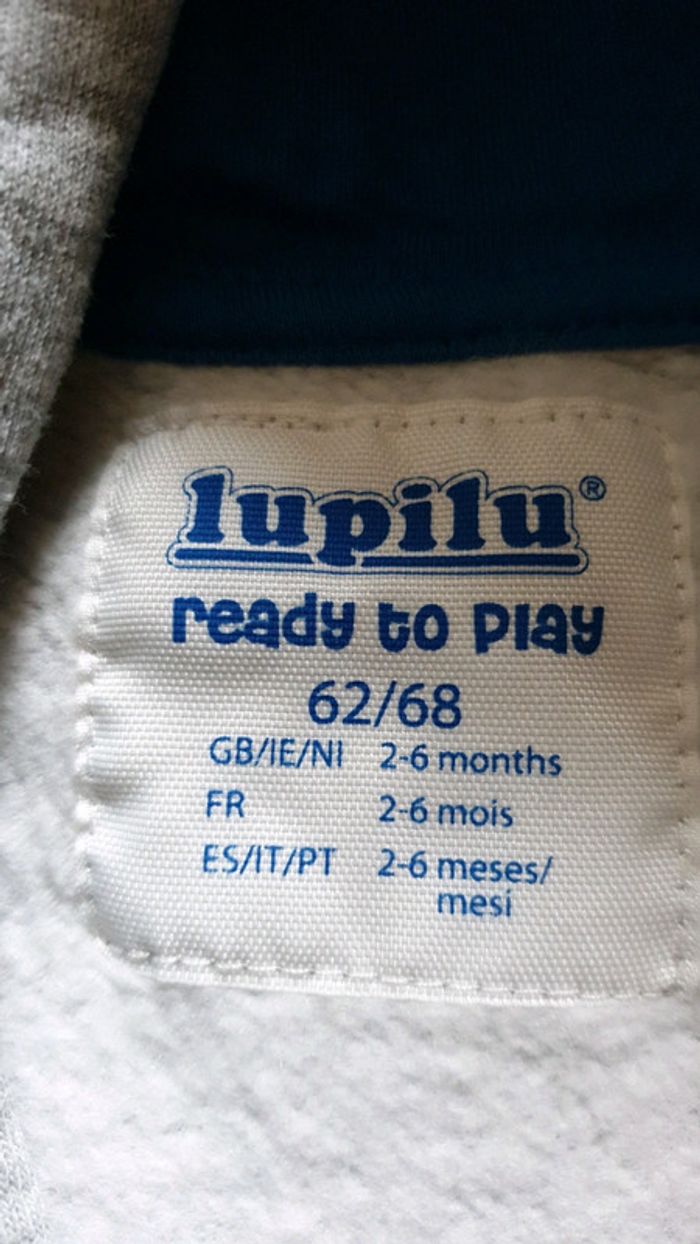 lupilu®
ready to play
62/68
GB/IE/NI 2-6 months
FR 2-6 mois
ES/IT/PT 2-6 meses/
mesi